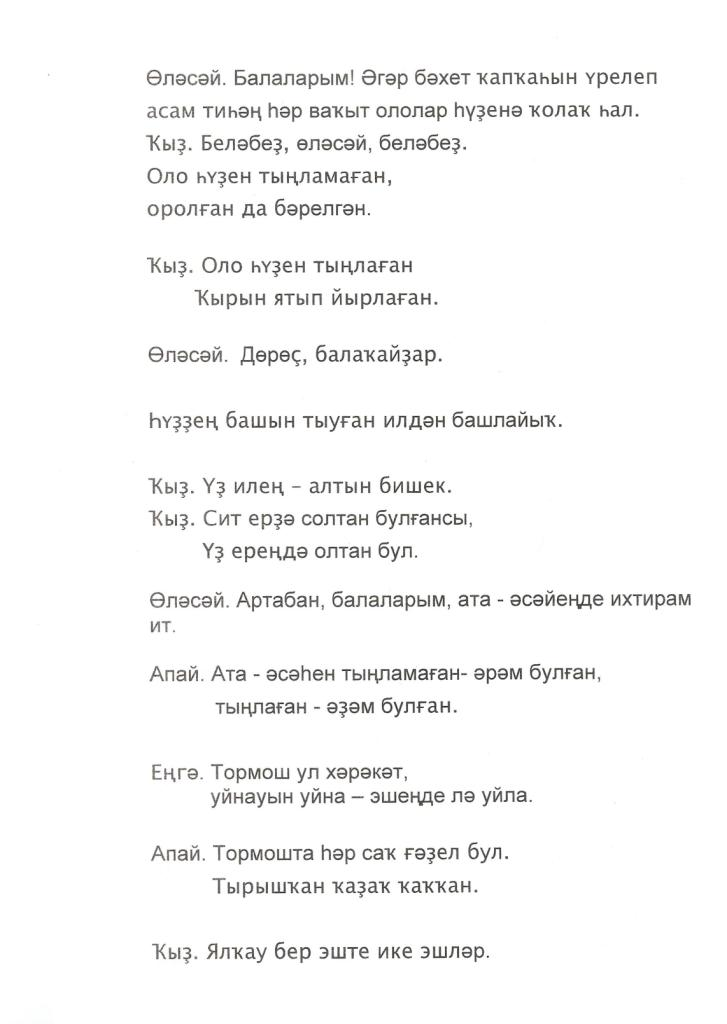 Өләсәй. Балаларым! Әгәр бәхет ҡапҡаһын үрелеп
асам тиһәң һәр ваҡыт ололар һүҙенә ҡолаҡ һал.
Ҡыҙ. Беләбеҙ, өләсәй, беләбеҙ.
Оло һүҙен тыңламаған,
оролған да бәрелгән.
Ҡыҙ. Оло һүҙен тыңлаған
Ҡырын ятып йырлаған.
Өләсәй. Дөрөҫ, балаҡайҙар.
Һүҙҙең башын тыуған илдән башлайыҡ.
Ҡыҙ. Үҙ илең – алтын бишек.
Ҡыҙ. Сит ерҙә солтан булғансы,
Үҙ ереңдә олтан бул.
Өләсәй. Артабан, балаларым, ата - әсәйеңде ихтирам
ит.
Апай. Ата - әсәһен тыңламаған- әрәм булған,
тыңлаған - әҙәм булған.
Еңгә. Тормош ул хәрәкәт,
уйнауын уйна – эшеңде лә уйла.
Апай. Тормошта һәр саҡ ғәҙел бул.
Тырышҡан ҡаҙаҡ ҡаҡҡан.
Ҡыҙ. Ялҡау бер эште ике эшләр.